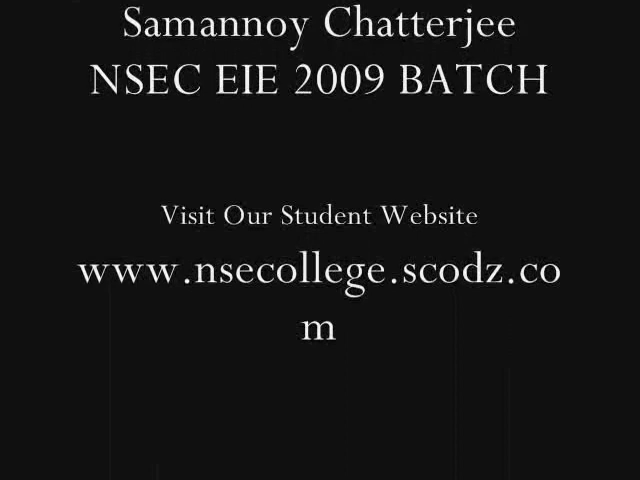 Samannoy Chatterjee
NSEC EIE 2009 BATCH
Visit Our Student Website
www.nsecollege.scodz.co
m